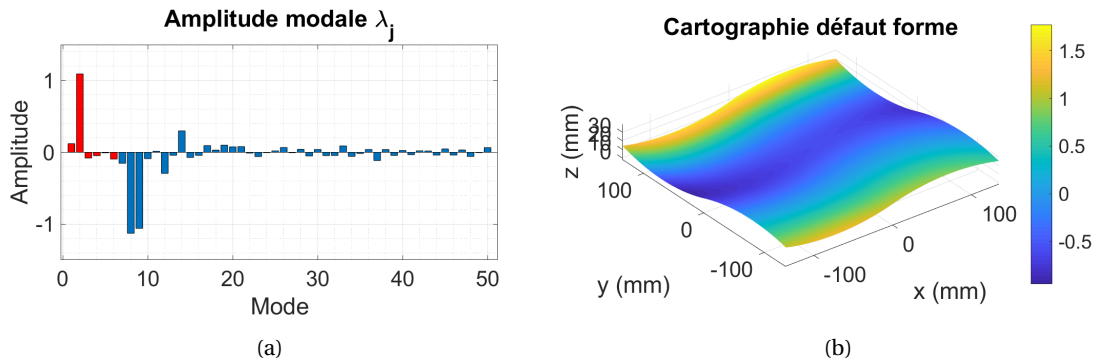 Amplitude modale λj
Amplitude
1
0
-1
0
10
20
30
40
50
Mode
(a)
Cartographie défaut forme
z (mm)
30
0
100
0
-100
y (mm)
-100
0
100
x (mm)
1.5
1
0.5
0
-0.5
(b)